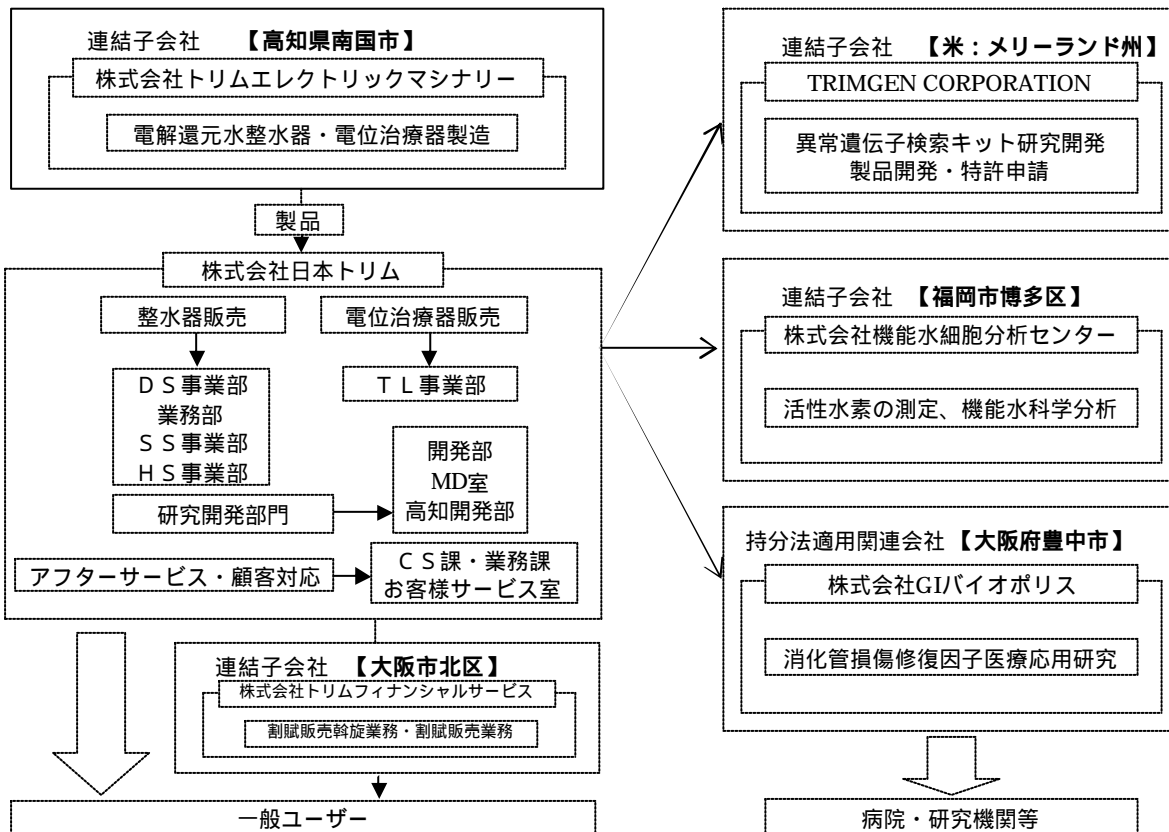 連結子会社 【高知県南国市】
株式会社トリムエレクトリックマシナリー
電解還元水整水器・電位治療器製造
製品
株式会社日本トリム
整水器販売
電位治療器販売
ＤＳ事業部
業務部
ＳＳ事業部
ＨＳ事業部
ＴＬ事業部
研究開発部門
開発部
MD室
高知開発部
アフターサービス・顧客対応
ＣＳ課・業務課
お客様サービス室
連結子会社 【大阪市北区】
株式会社トリムフィナンシャルサービス
割賦販売斡旋業務・割賦販売業務
一般ユーザー
連結子会社 【米：メリーランド州】
TRIMGEN CORPORATION
異常遺伝子検索キット研究開発
製品開発・特許申請
連結子会社 【福岡市博多区】
株式会社機能水細胞分析センター
活性水素の測定、機能水科学分析
持分法適用関連会社 【大阪府豊中市】
株式会社GIバイオポリス
消化管損傷修復因子医療応用研究
病院・研究機関等